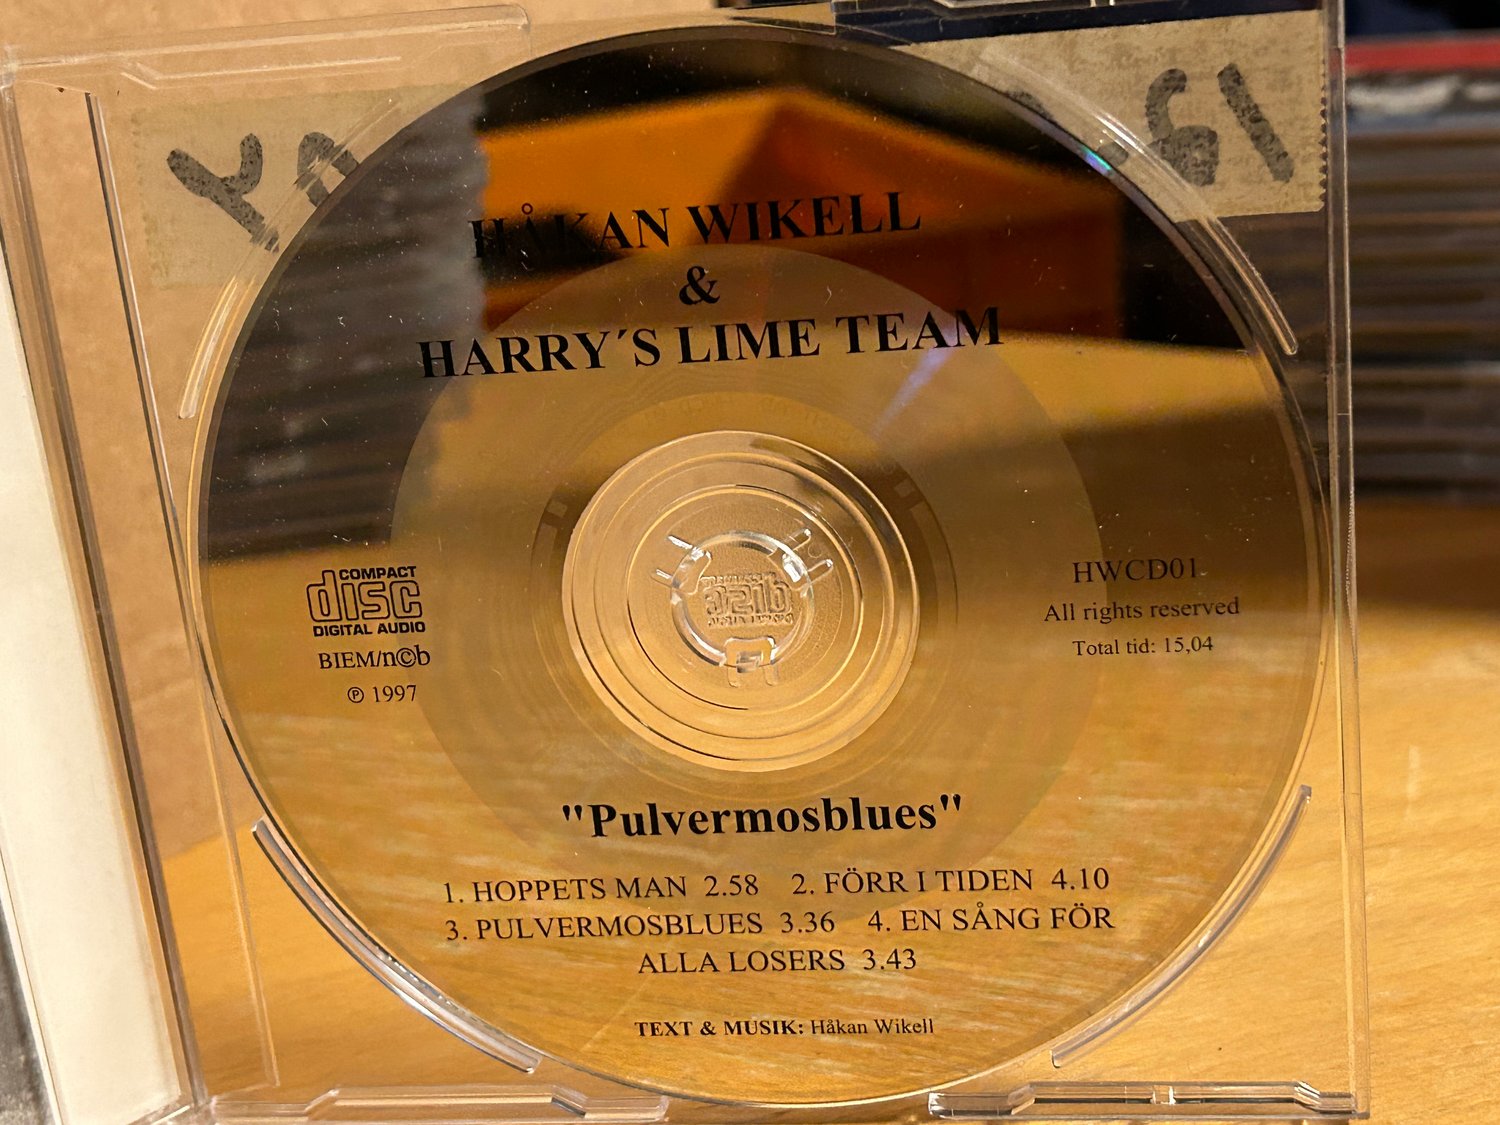 HÅKAN WIKELL
&
HARRY´S LIME TEAM
COMPACT
disc
DIGITAL AUDIO
BIEM/n©b
℗ 1997
HWCD01
All rights reserved
Total tid: 15,04
"Pulvermosblues"
1. HOPPETS MAN 2.58 2. FÖRR I TIDEN 4.10
3. PULVERMOSBLUES 3.36 4. EN SÅNG FÖR
ALLA LOSERS 3.43
TEXT & MUSIK: Håkan Wikell